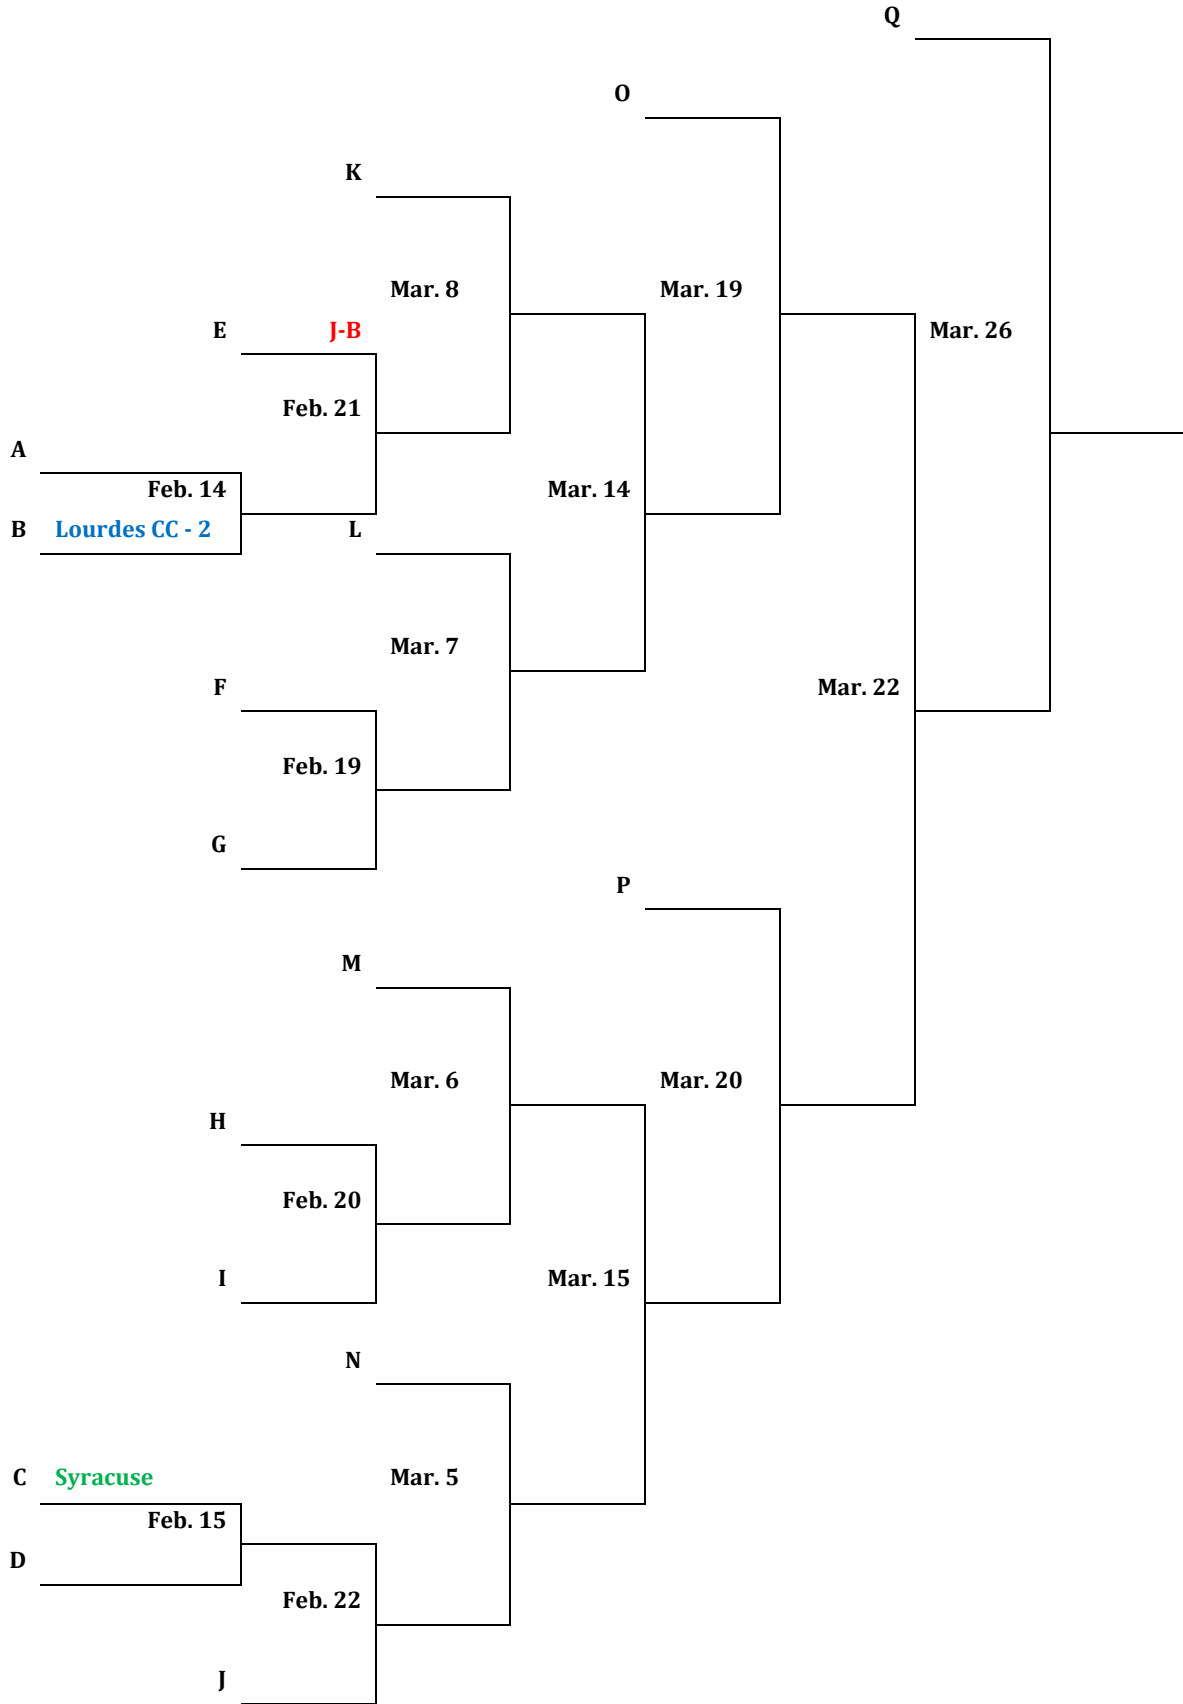 Q
O
K
Mar. 8
Mar. 19
E J-B
Mar. 26
Feb. 21
A
Feb. 14
Mar. 14
B Lourdes CC - 2
L
Mar. 7
F
Mar. 22
Feb. 19
G
P
M
Mar. 6
Mar. 20
H
Feb. 20
I
Mar. 15
N
C Syracuse
Mar. 5
Feb. 15
D
Feb. 22
J